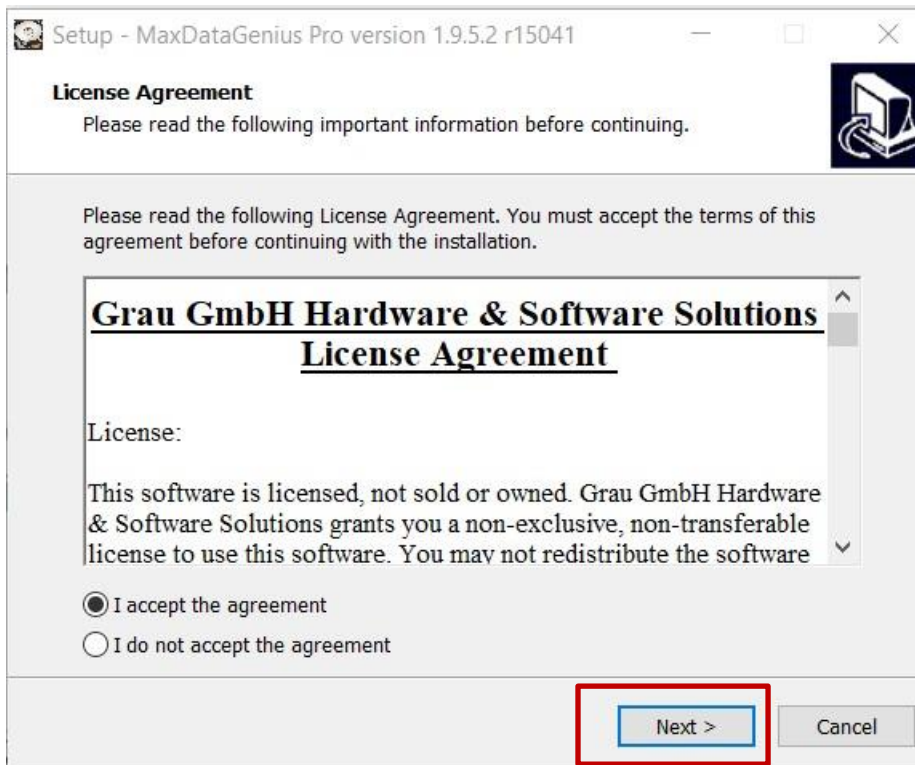 Setup - MaxDataGenius Pro version 1.9.5.2 r15041
License Agreement
Please read the following important information before continuing.
Please read the following License Agreement. You must accept the terms of this
agreement before continuing with the installation.
Grau GmbH Hardware & Software Solutions
License Agreement
License:
This software is licensed, not sold or owned. Grau GmbH Hardware
& Software Solutions grants you a non-exclusive, non-transferable
license to use this software. You may not redistribute the software
I accept the agreement
I do not accept the agreement
Next >
Cancel